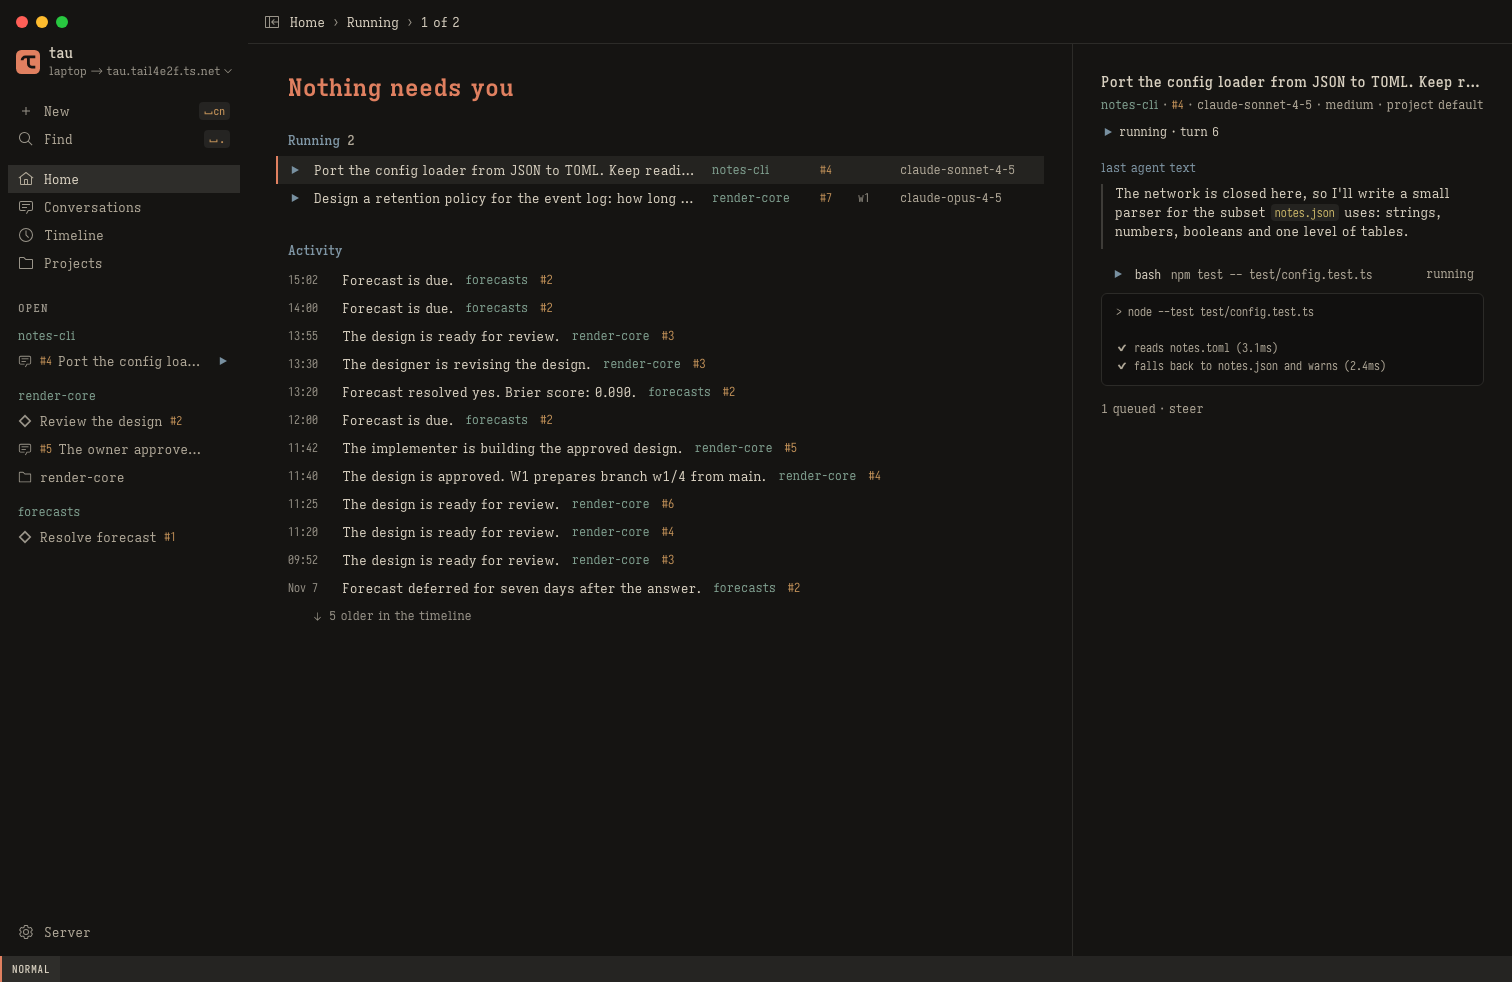 tau
laptop → tau.tail4e2f.ts.net
New ⎵cn
Find ⎵.
Home
Conversations
Timeline
Projects
OPEN
notes-cli
#4 Port the config loa...
render-core
Review the design #2
#5 The owner approve...
render-core
forecasts
Resolve forecast #1
Server
NORMAL
Home › Running › 1 of 2
Nothing needs you
Running 2
Port the config loader from JSON to TOML. Keep readi... notes-cli #4 claude-sonnet-4-5
Design a retention policy for the event log: how long ... render-core #7 w1 claude-opus-4-5
Activity
15:02 Forecast is due. forecasts #2
14:00 Forecast is due. forecasts #2
13:55 The design is ready for review. render-core #3
13:30 The designer is revising the design. render-core #3
13:20 Forecast resolved yes. Brier score: 0.090. forecasts #2
12:00 Forecast is due. forecasts #2
11:42 The implementer is building the approved design. render-core #5
11:40 The design is approved. W1 prepares branch w1/4 from main. render-core #4
11:25 The design is ready for review. render-core #6
11:20 The design is ready for review. render-core #4
09:52 The design is ready for review. render-core #3
Nov 7 Forecast deferred for seven days after the answer. forecasts #2
↓ 5 older in the timeline
Port the config loader from JSON to TOML. Keep r...
notes-cli · #4 · claude-sonnet-4-5 · medium · project default
running · turn 6
last agent text
The network is closed here, so I'll write a small
parser for the subset notes.json uses: strings,
numbers, booleans and one level of tables.
bash npm test -- test/config.test.ts running
> node --test test/config.test.ts
✔ reads notes.toml (3.1ms)
✔ falls back to notes.json and warns (2.4ms)
1 queued · steer